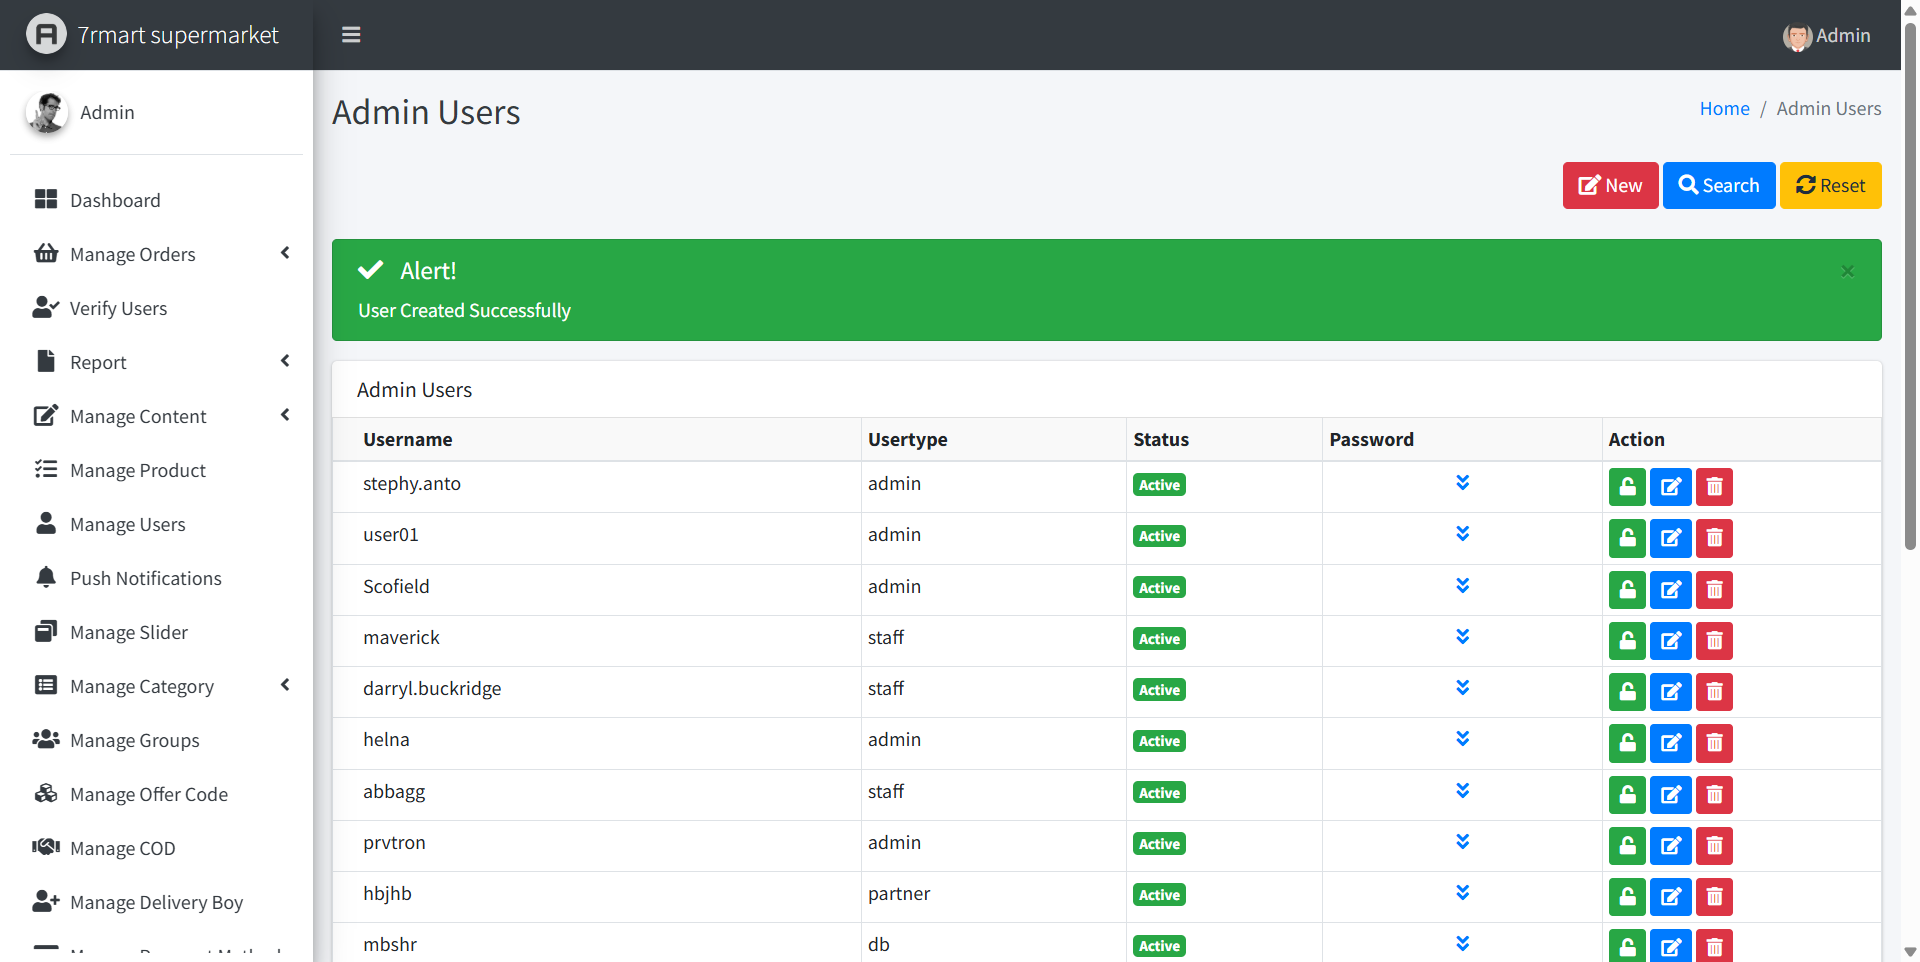 7rmart supermarket
Admin
Admin
Dashboard
Manage Orders
Verify Users
Report
Manage Content
Manage Product
Manage Users
Push Notifications
Manage Slider
Manage Category
Manage Groups
Manage Offer Code
Manage COD
Manage Delivery Boy
Admin Users
Home / Admin Users
New Search Reset
Alert!
×
User Created Successfully
Admin Users
Username Usertype Status Password Action
stephy.anto admin Active
user01 admin Active
Scofield admin Active
maverick staff Active
darryl.buckridge staff Active
helna admin Active
abbagg staff Active
prvtron admin Active
hbjhb partner Active
mbshr db Active